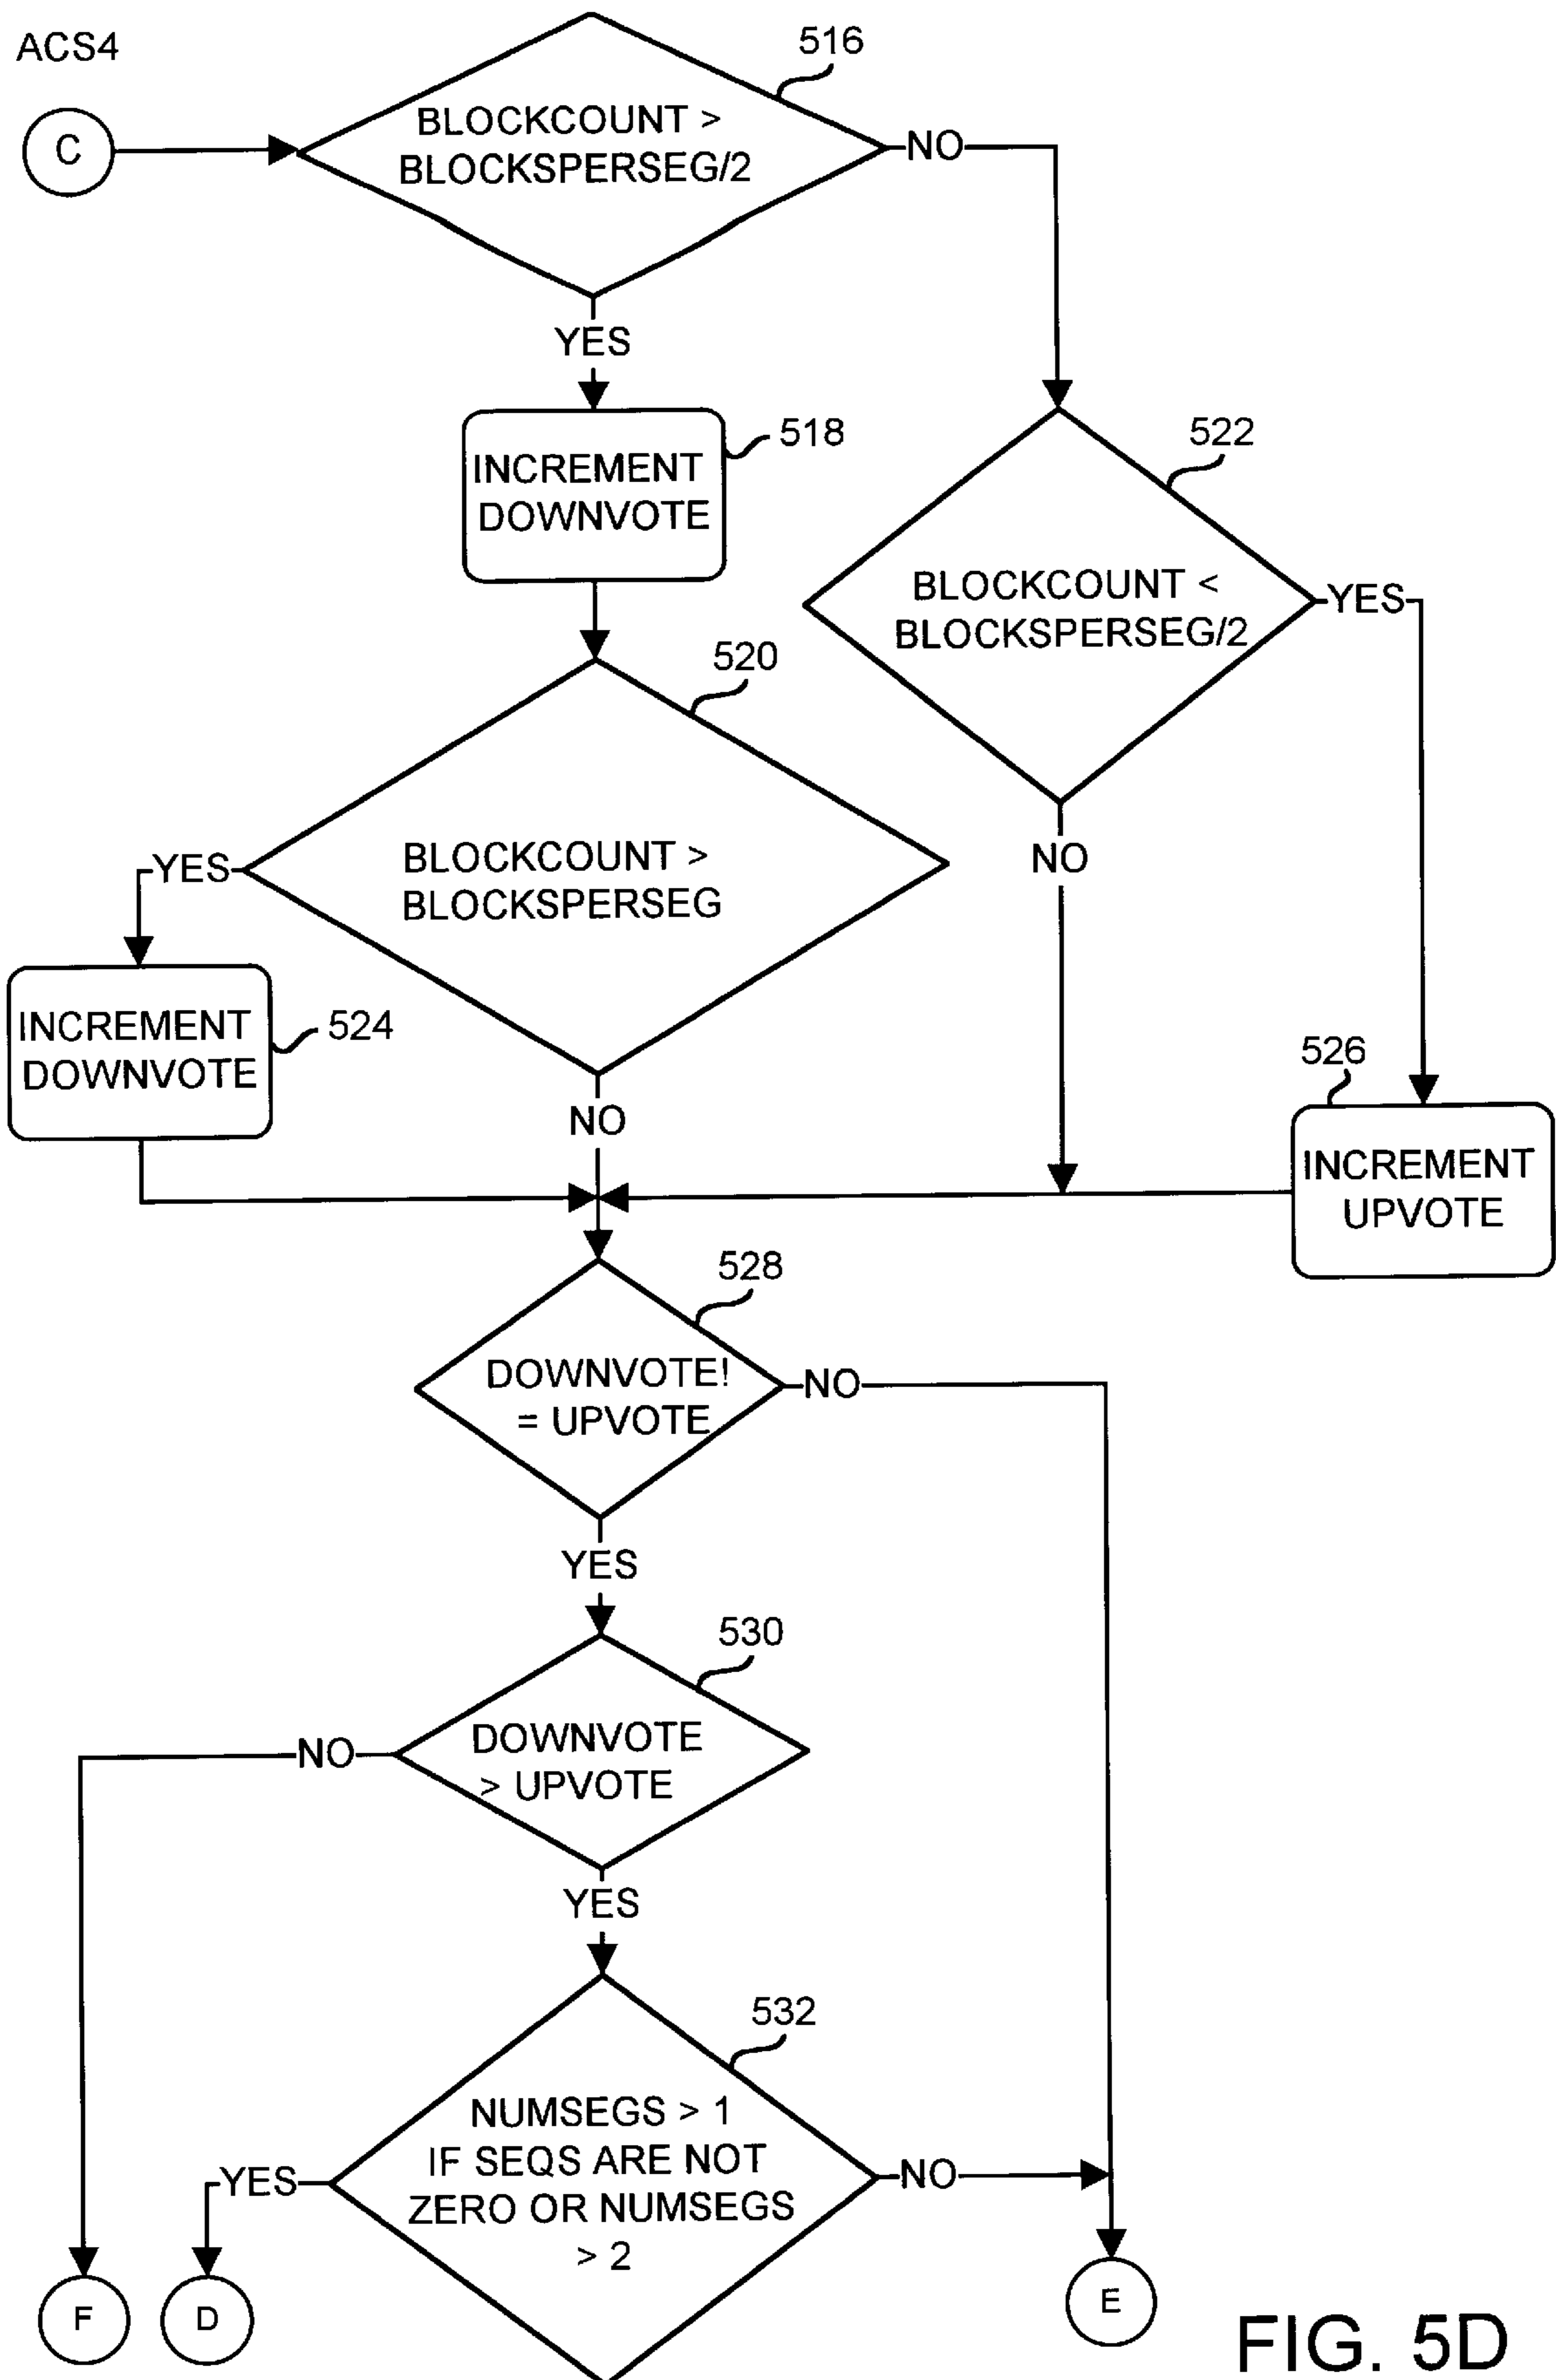 ACS4
516
C
BLOCKCOUNT >
BLOCKSPERSEG/2
NO
YES
518
INCREMENT
DOWNVOTE
522
BLOCKCOUNT <
BLOCKSPERSEG/2
YES
NO
520
BLOCKCOUNT >
BLOCKSPERSEG
YES
INCREMENT
DOWNVOTE
524
NO
526
INCREMENT
UPVOTE
528
DOWNVOTE!
= UPVOTE
NO
YES
530
DOWNVOTE
> UPVOTE
NO
YES
532
NUMSEGS > 1
IF SEQS ARE NOT
ZERO OR NUMSEGS
> 2
YES
NO
F
D
E
FIG. 5D